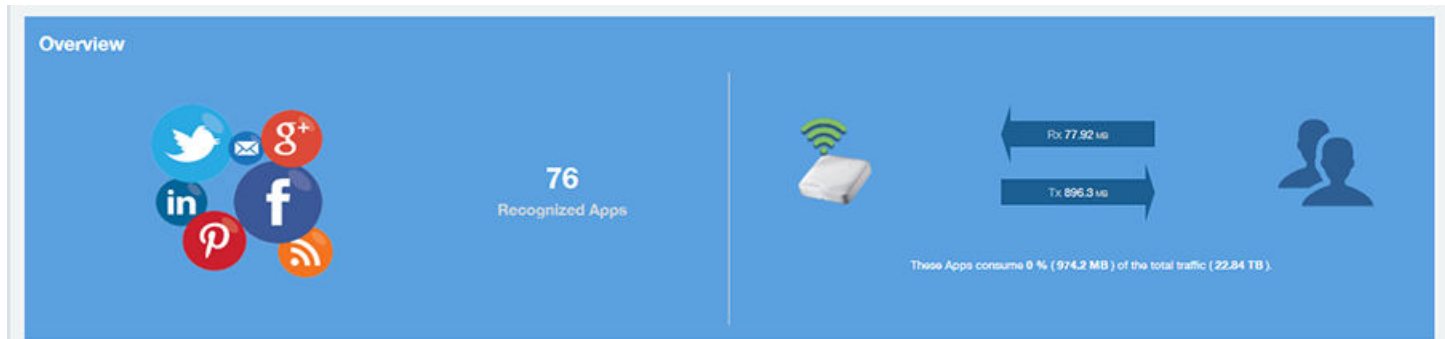 Overview
g+
in
f
76
Recognized Apps
Rx 77.92 MB
Tx 896.3 MB
These Apps consume 0 % ( 974.2 MB ) of the total traffic ( 22.84 TB ).